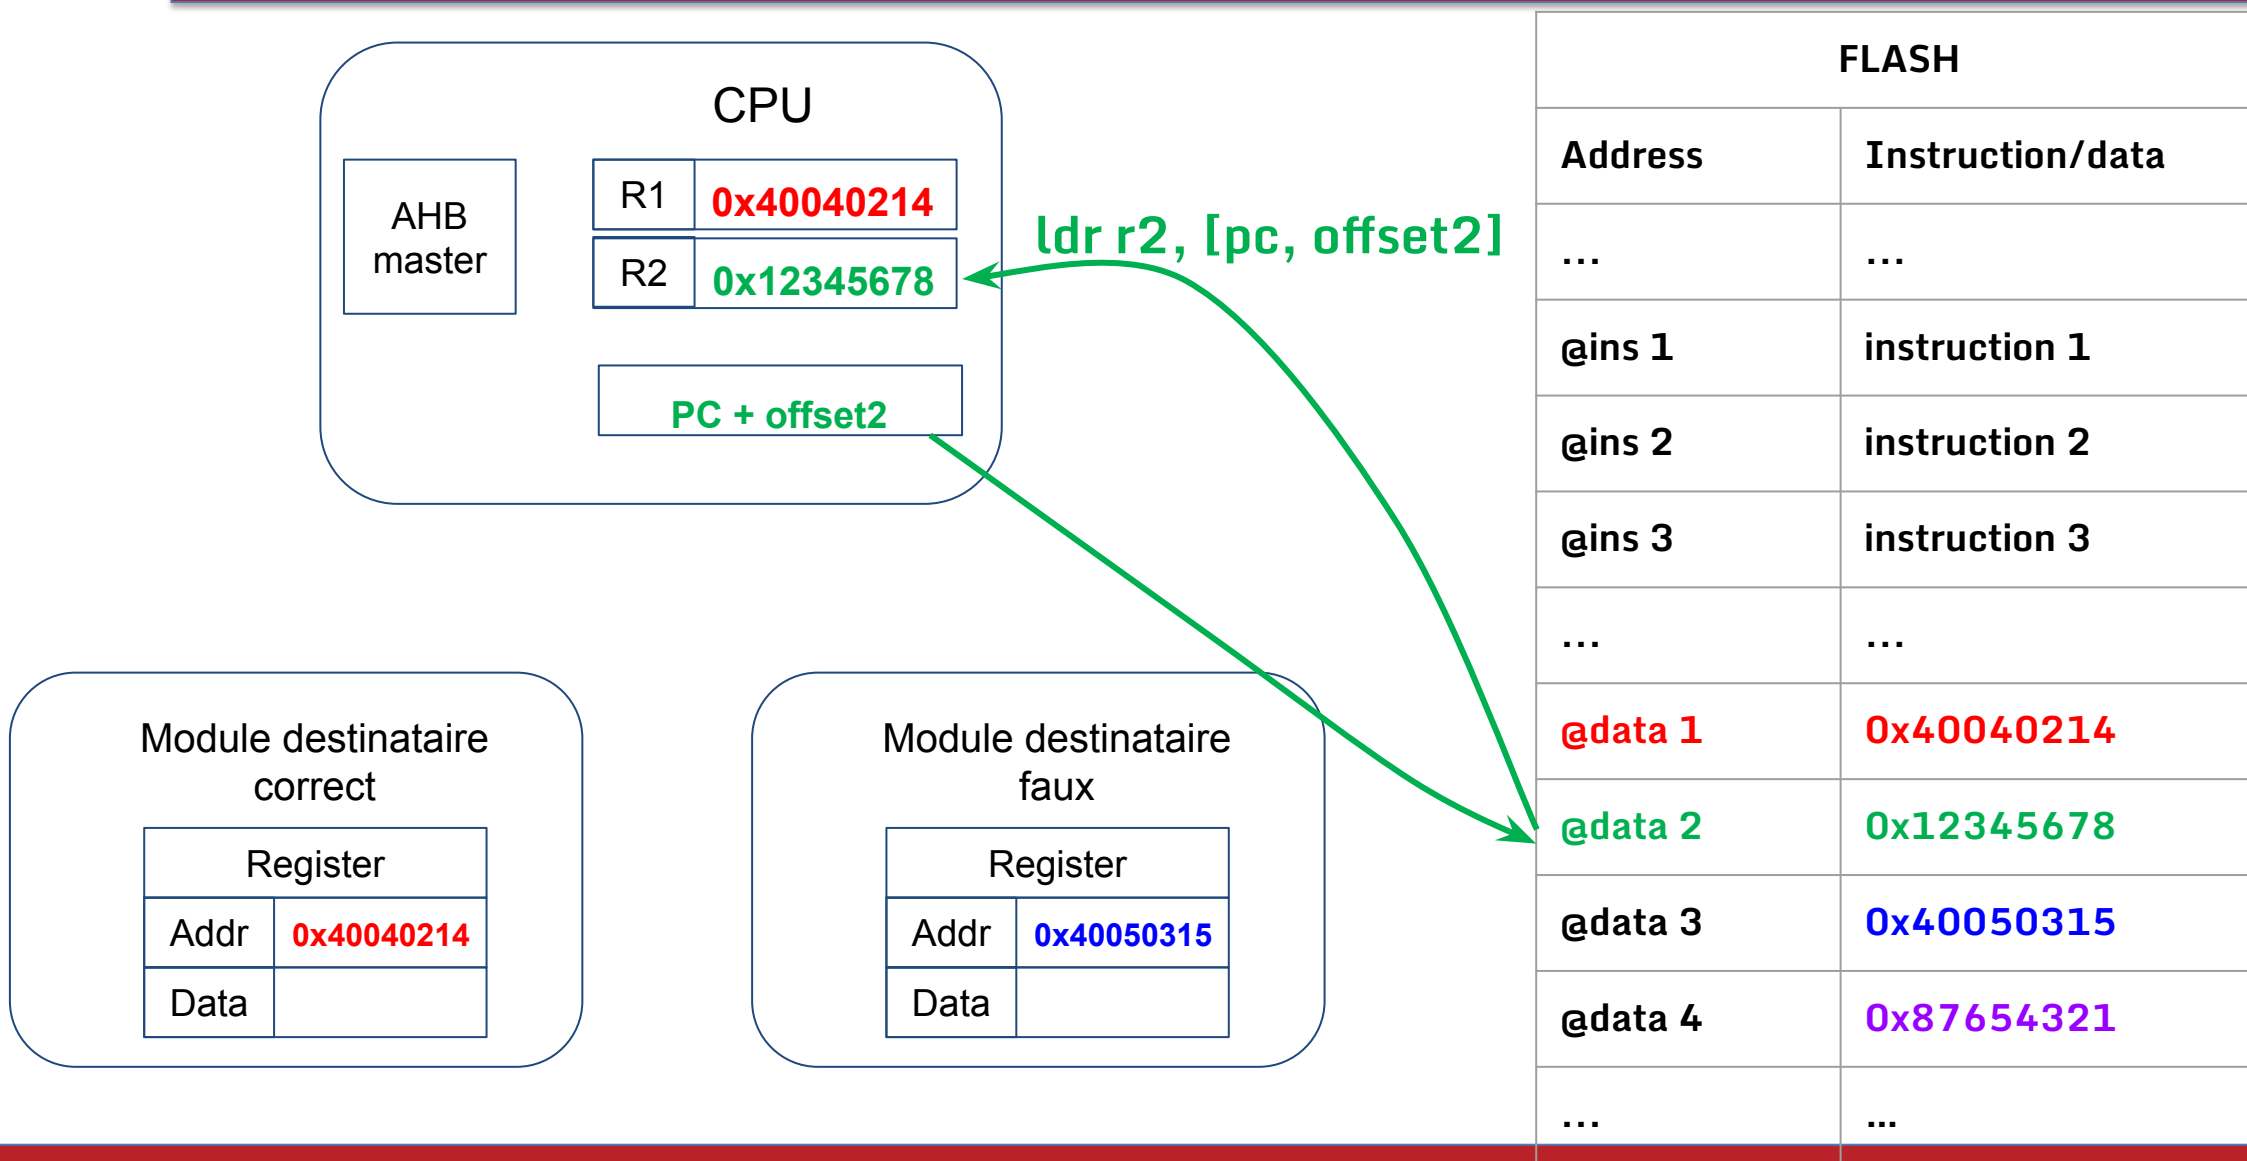 CPU
AHB
master
R1 0x40040214
R2 0x12345678
PC + offset2
ldr r2, [pc, offset2]
Module destinataire
correct
Register
Addr 0x40040214
Data
Module destinataire
faux
Register
Addr 0x40050315
Data
FLASH
Address Instruction/data
... ...
@ins 1 instruction 1
@ins 2 instruction 2
@ins 3 instruction 3
... ...
@data 1 0x40040214
@data 2 0x12345678
@data 3 0x40050315
@data 4 0x87654321
... ...